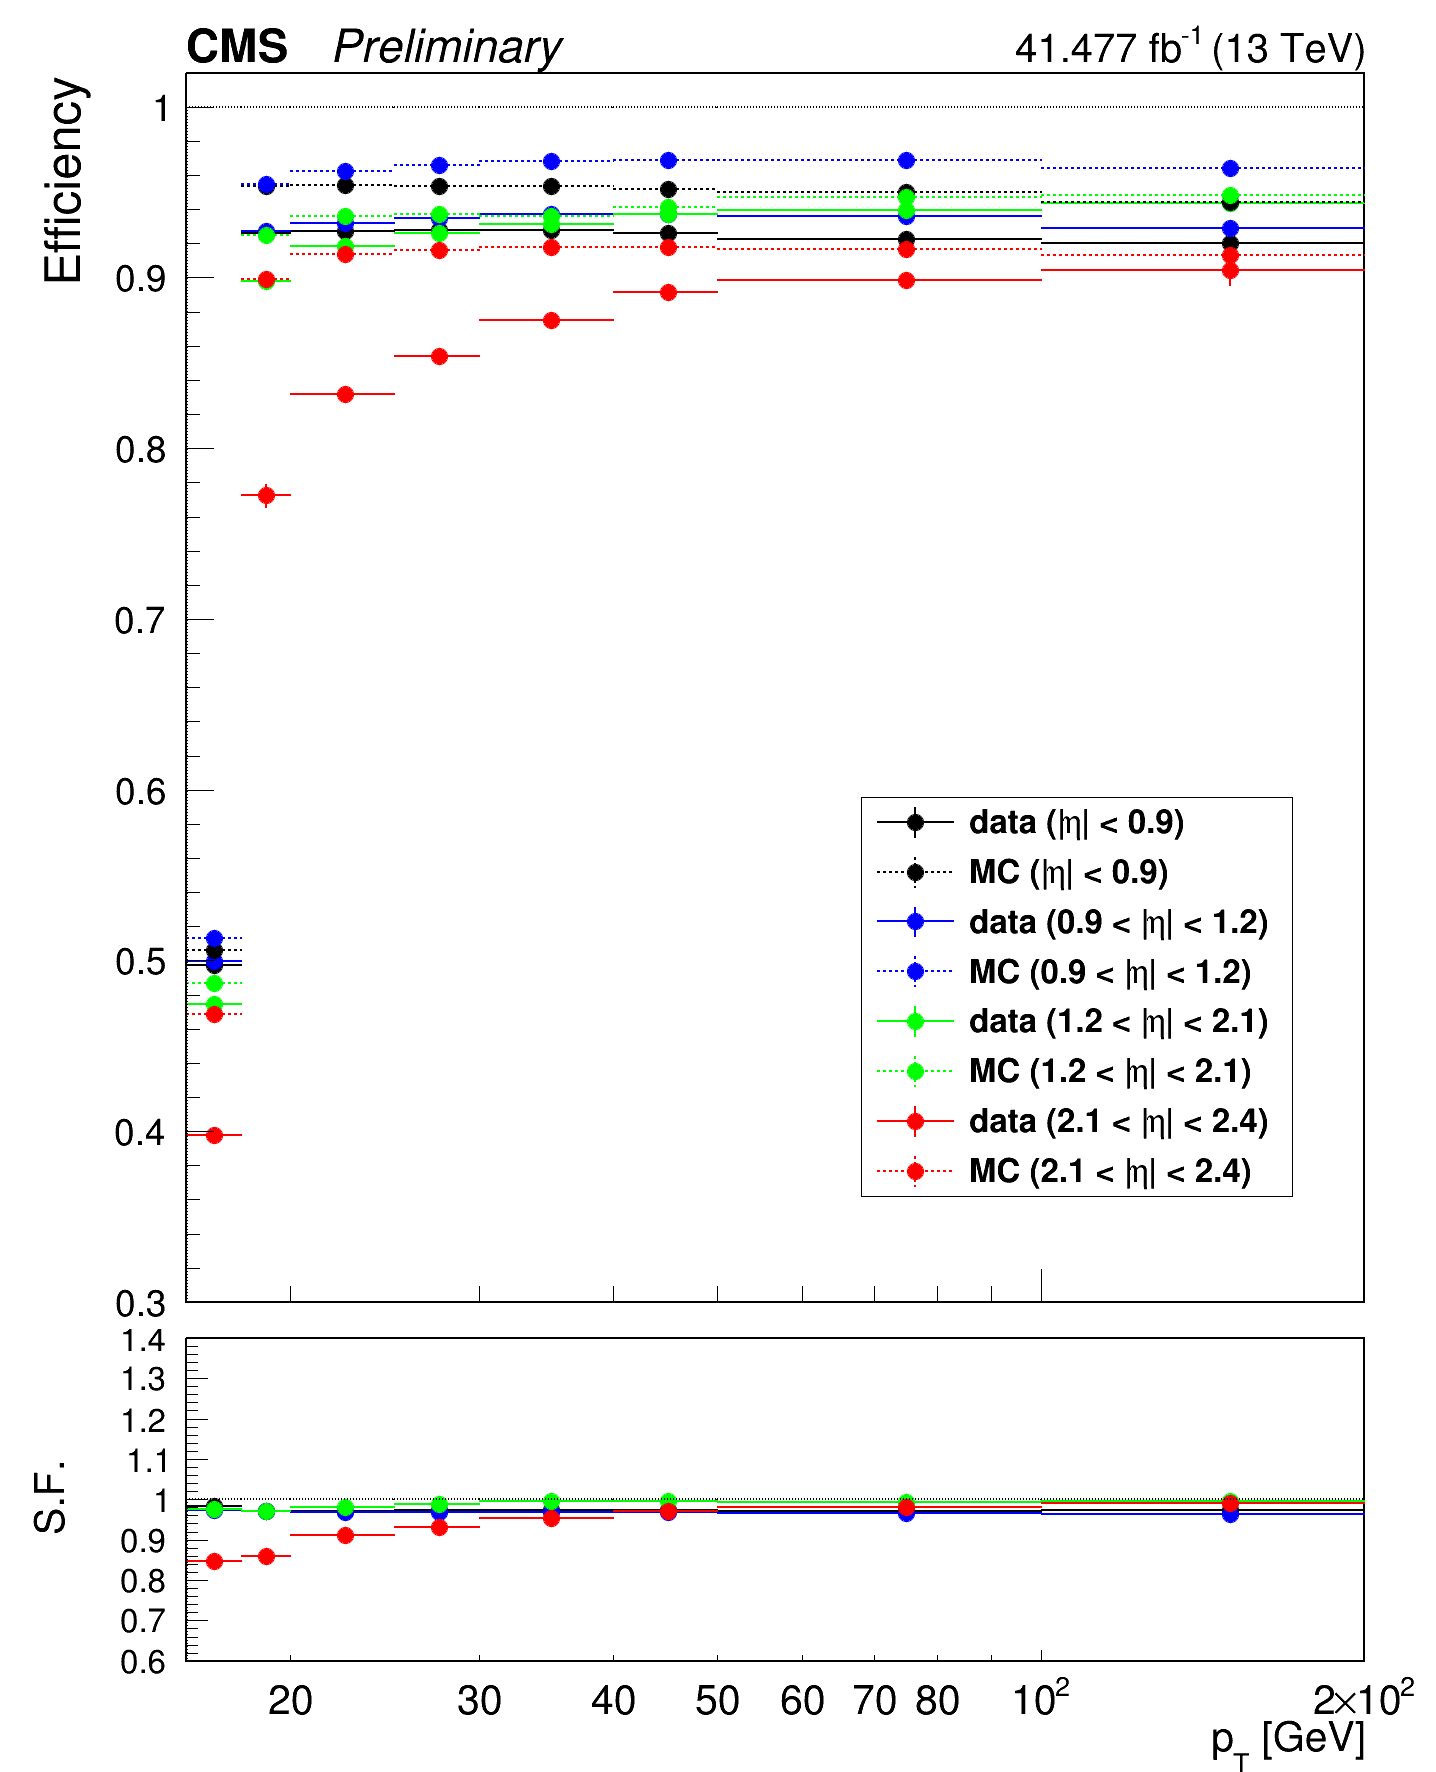 CMS Preliminary 41.477 fb⁻¹ (13 TeV)
Efficiency
1
0.9
0.8
0.7
0.6
0.5
0.4
0.3
data (|η| < 0.9)
MC (|η| < 0.9)
data (0.9 < |η| < 1.2)
MC (0.9 < |η| < 1.2)
data (1.2 < |η| < 2.1)
MC (1.2 < |η| < 2.1)
data (2.1 < |η| < 2.4)
MC (2.1 < |η| < 2.4)
S.F.
1.4
1.3
1.2
1.1
1
0.9
0.8
0.7
0.6
20 30 40 50 60 70 80 10² 2×10²
p_T [GeV]